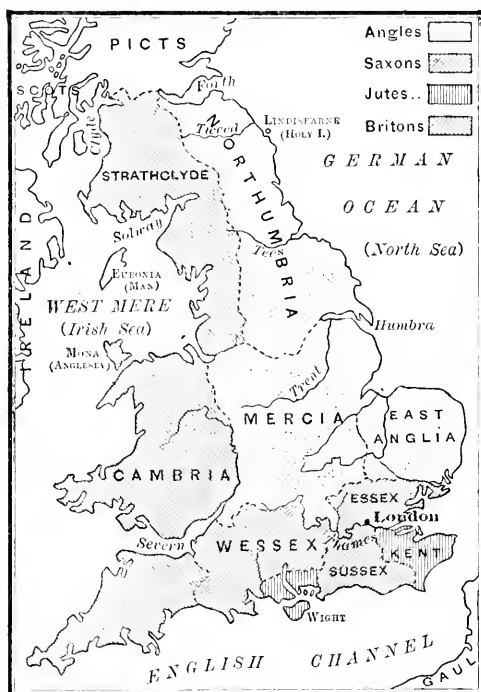 PICTS
Angles
Saxons
Jutes..
Britons
SCOTS
Forth
Clyde
Tweed
LINDISFARNE
(HOLY I.)
NORTHUMBRIA
STRATHCLYDE
GERMAN
OCEAN
(North Sea)
Solway
Tees
EUBONIA
(MAN)
WEST MERE
(Irish Sea)
IRELAND
Humbra
MONA
(ANGLESEY)
Trent
MERCIA
EAST
ANGLIA
CAMBRIA
ESSEX
London
Severn
WESSEX
Thames
KENT
SUSSEX
WIGHT
ENGLISH CHANNEL
GAUL